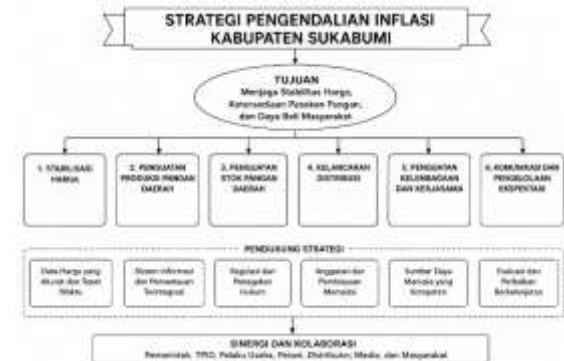 STRATEGI PENGENDALIAN INFLASI
KABUPATEN SUKABUMI
TUJUAN
Menjaga Stabilitas Harga,
Ketersediaan Pasokan Pangan,
dan Daya Beli Masyarakat
1. STABILISASI
HARGA
2. PENGUATAN
PRODUKSI PANGAN
DAERAH
3. PENGUATAN
STOK PANGAN
DAERAH
4. KELANCARAN
DISTRIBUSI
5. PENGUATAN
KELEMBAGAAN
DAN KERJASAMA
6. KOMUNIKASI DAN
PENGELOLAAN
EKSPEKTASI
PENDUKUNG STRATEGI
Data Harga yang
Akurat dan Tepat
Waktu
Sistem Informasi
dan Pemantauan
Terintegrasi
Regulasi dan
Penegakan
Hukum
Anggaran dan
Pembiayaan
Memadai
Sumber Daya
Manusia yang
Kompeten
Evaluasi dan
Perbaikan
Berkelanjutan
SINERGI DAN KOLABORASI
Pemerintah, TPID, Pelaku Usaha, Petani, Distributor, Media, dan Masyarakat